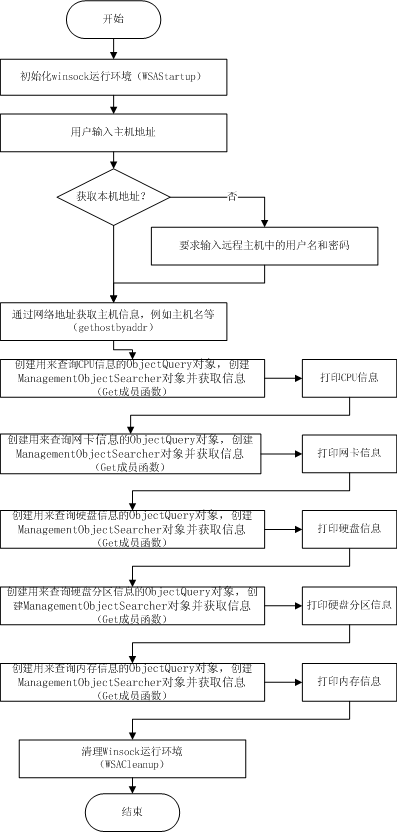 开始
初始化winsock运行环境（WSAStartup）
用户输入主机地址
获取本机地址？
否
要求输入远程主机中的用户名和密码
通过网络地址获取主机信息，例如主机名等
（gethostbyaddr）
创建用来查询CPU信息的ObjectQuery对象，创建
ManagementObjectSearcher对象并获取信息
（Get成员函数）
打印CPU信息
创建用来查询网卡信息的ObjectQuery对象，创建
ManagementObjectSearcher对象并获取信息
（Get成员函数）
打印网卡信息
创建用来查询硬盘信息的ObjectQuery对象，创建
ManagementObjectSearcher对象并获取信息
（Get成员函数）
打印硬盘信息
创建用来查询硬盘分区信息的ObjectQuery对象，创
建ManagementObjectSearcher对象并获取信息
（Get成员函数）
打印硬盘分区信息
创建用来查询内存信息的ObjectQuery对象，创建
ManagementObjectSearcher对象并获取信息
（Get成员函数）
打印内存信息
清理Winsock运行环境
（WSACleanup）
结束